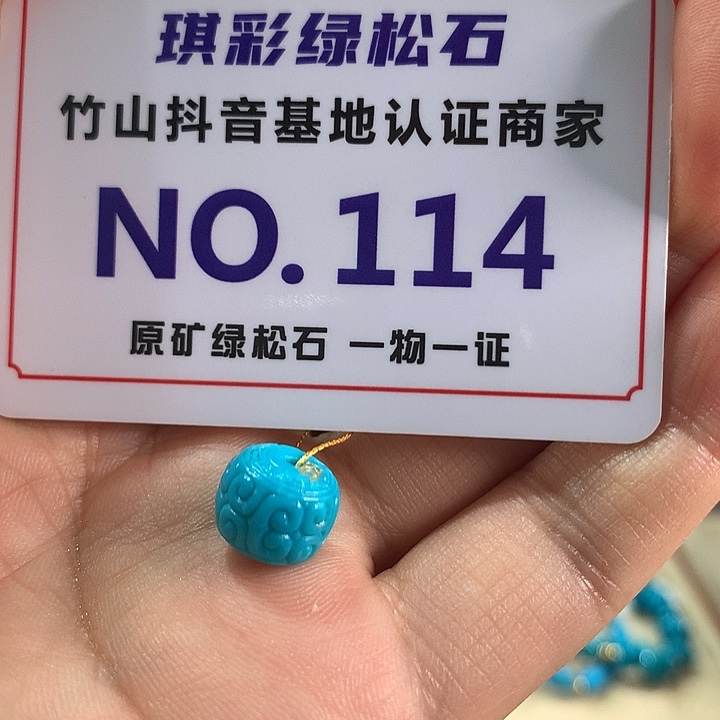 琪彩绿松石
竹山抖音基地认证商家
NO.114
原矿绿松石 一物一证